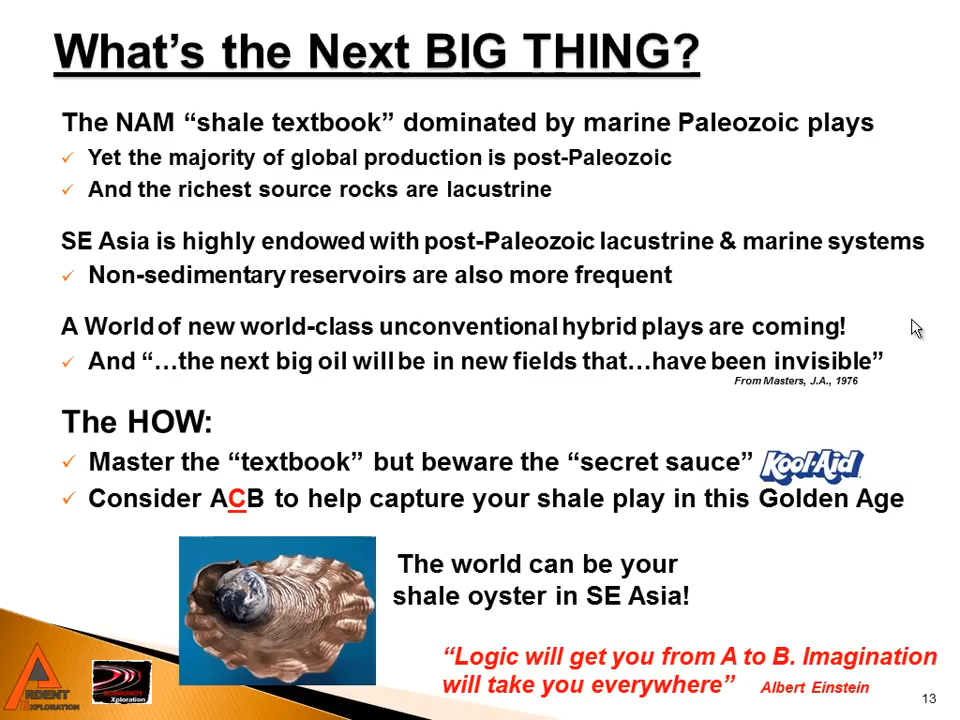 What's the Next BIG THING?
The NAM “shale textbook” dominated by marine Paleozoic plays
✓ Yet the majority of global production is post-Paleozoic
✓ And the richest source rocks are lacustrine
SE Asia is highly endowed with post-Paleozoic lacustrine & marine systems
✓ Non-sedimentary reservoirs are also more frequent
A World of new world-class unconventional hybrid plays are coming!
✓ And “…the next big oil will be in new fields that…have been invisible”
From Masters, J.A., 1976
The HOW:
✓ Master the “textbook” but beware the “secret sauce” Kool-Aid
✓ Consider ACB to help capture your shale play in this Golden Age
The world can be your
shale oyster in SE Asia!
“Logic will get you from A to B. Imagination
will take you everywhere” Albert Einstein
ARDENT
EXPLORATION
Xploration
13